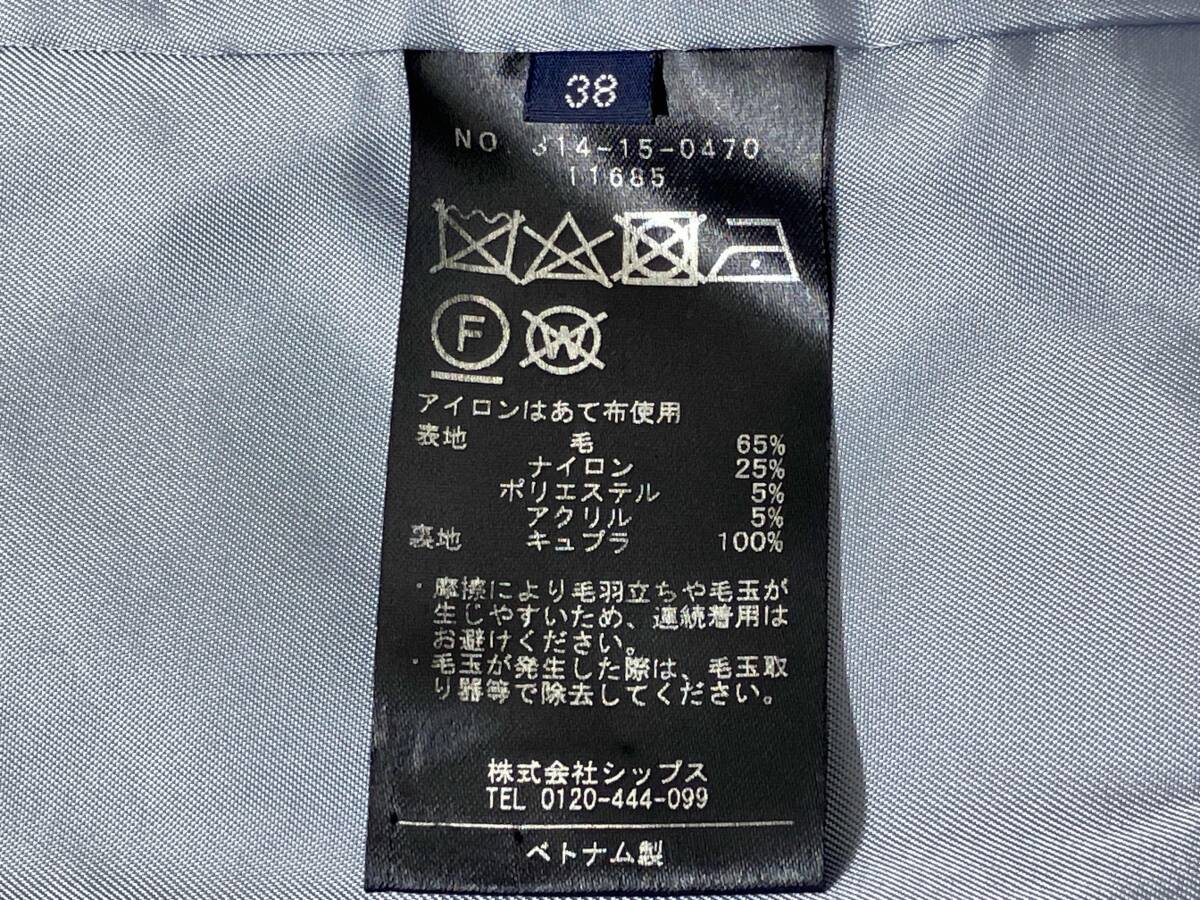 38
NO. 314-15-0470
11685
F
W
アイロンはあて布使用
表地 毛 65%
ナイロン 25%
ポリエステル 5%
アクリル 5%
裏地 キュプラ 100%
・摩擦により毛羽立ちや毛玉が
生じやすいため、連続着用は
お避けください。
・毛玉が発生した際は、毛玉取
り器等で除去してください。
株式会社シップス
TEL 0120-444-099
ベトナム製